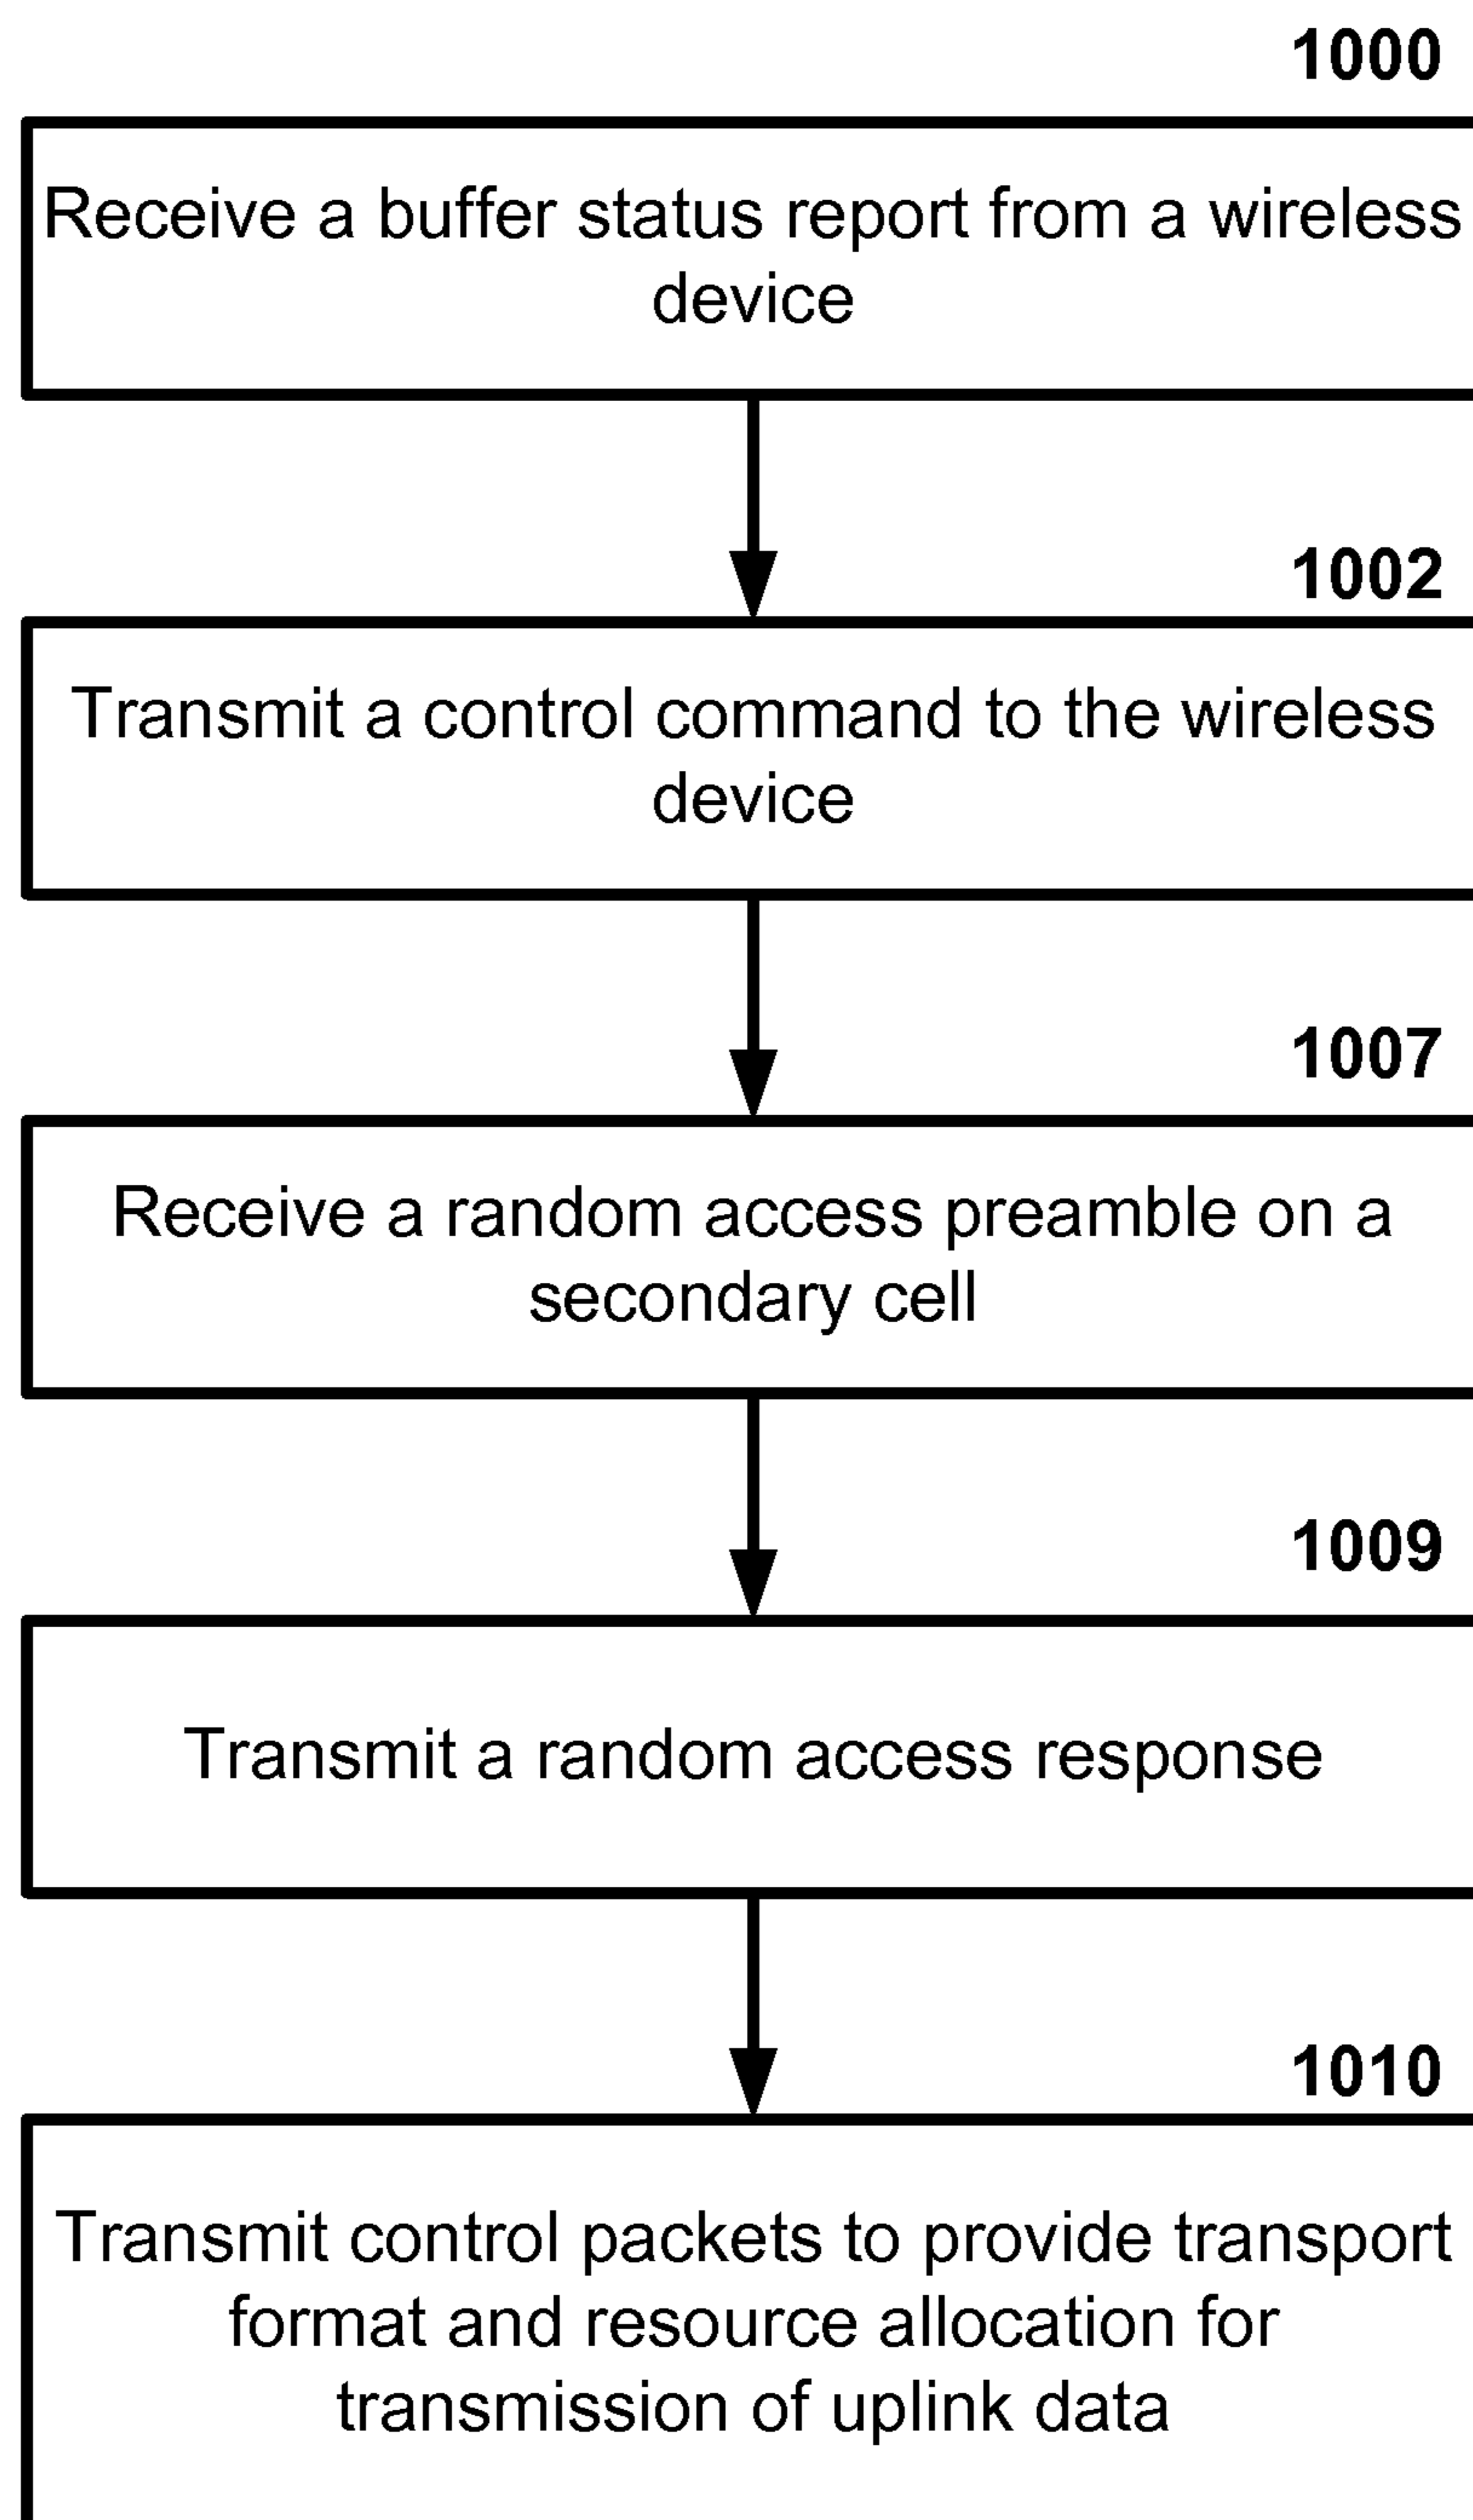 1000
Receive a buffer status report from a wireless
device
1002
Transmit a control command to the wireless
device
1007
Receive a random access preamble on a
secondary cell
1009
Transmit a random access response
1010
Transmit control packets to provide transport
format and resource allocation for
transmission of uplink data